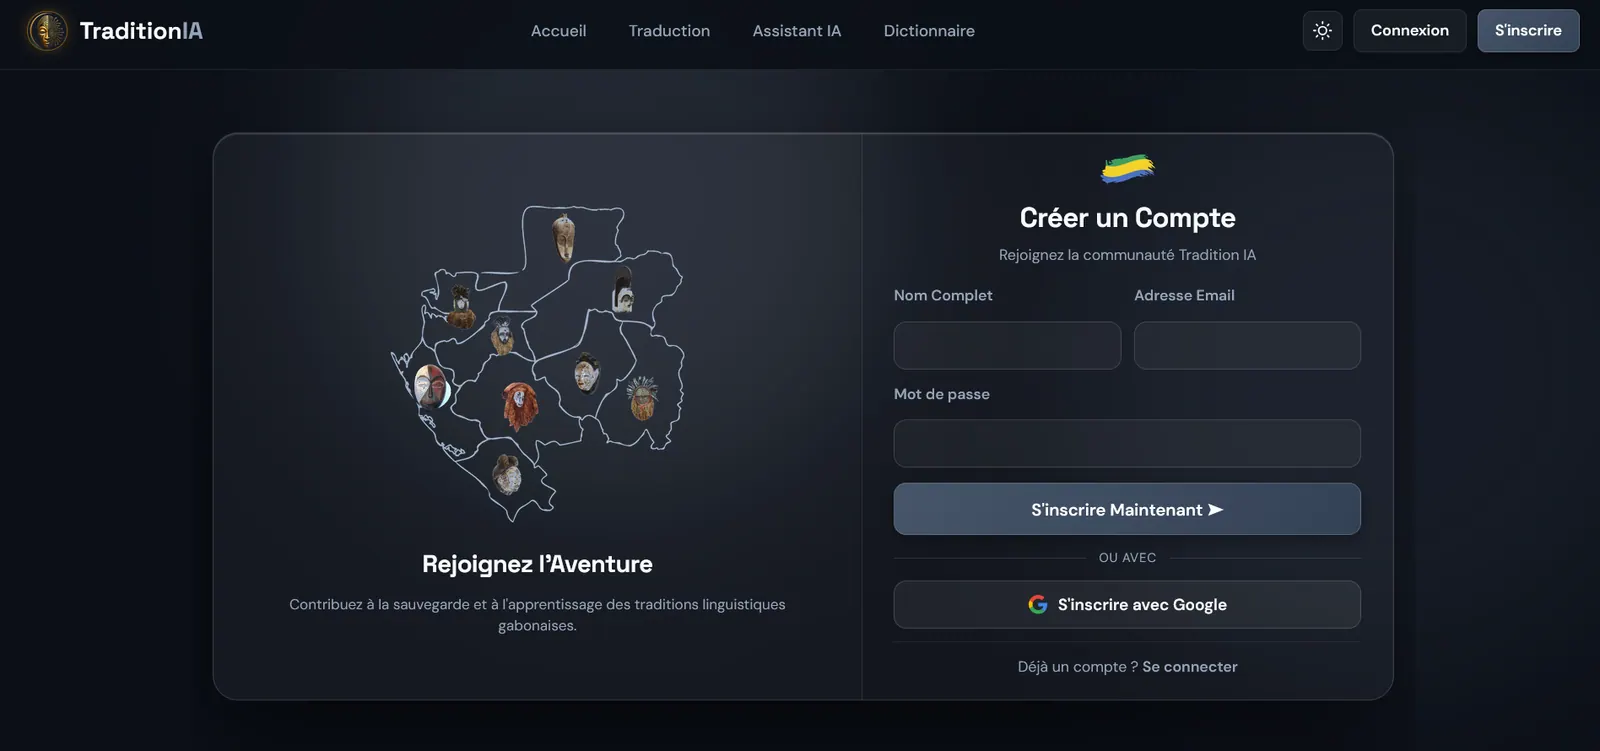 TraditionIA
Accueil
Traduction
Assistant IA
Dictionnaire
Connexion
S'inscrire
Rejoignez l'Aventure
Contribuez à la sauvegarde et à l'apprentissage des traditions linguistiques
gabonaises.
Créer un Compte
Rejoignez la communauté Tradition IA
Nom Complet
Adresse Email
Mot de passe
S'inscrire Maintenant ➤
OU AVEC
S'inscrire avec Google
Déjà un compte ? Se connecter